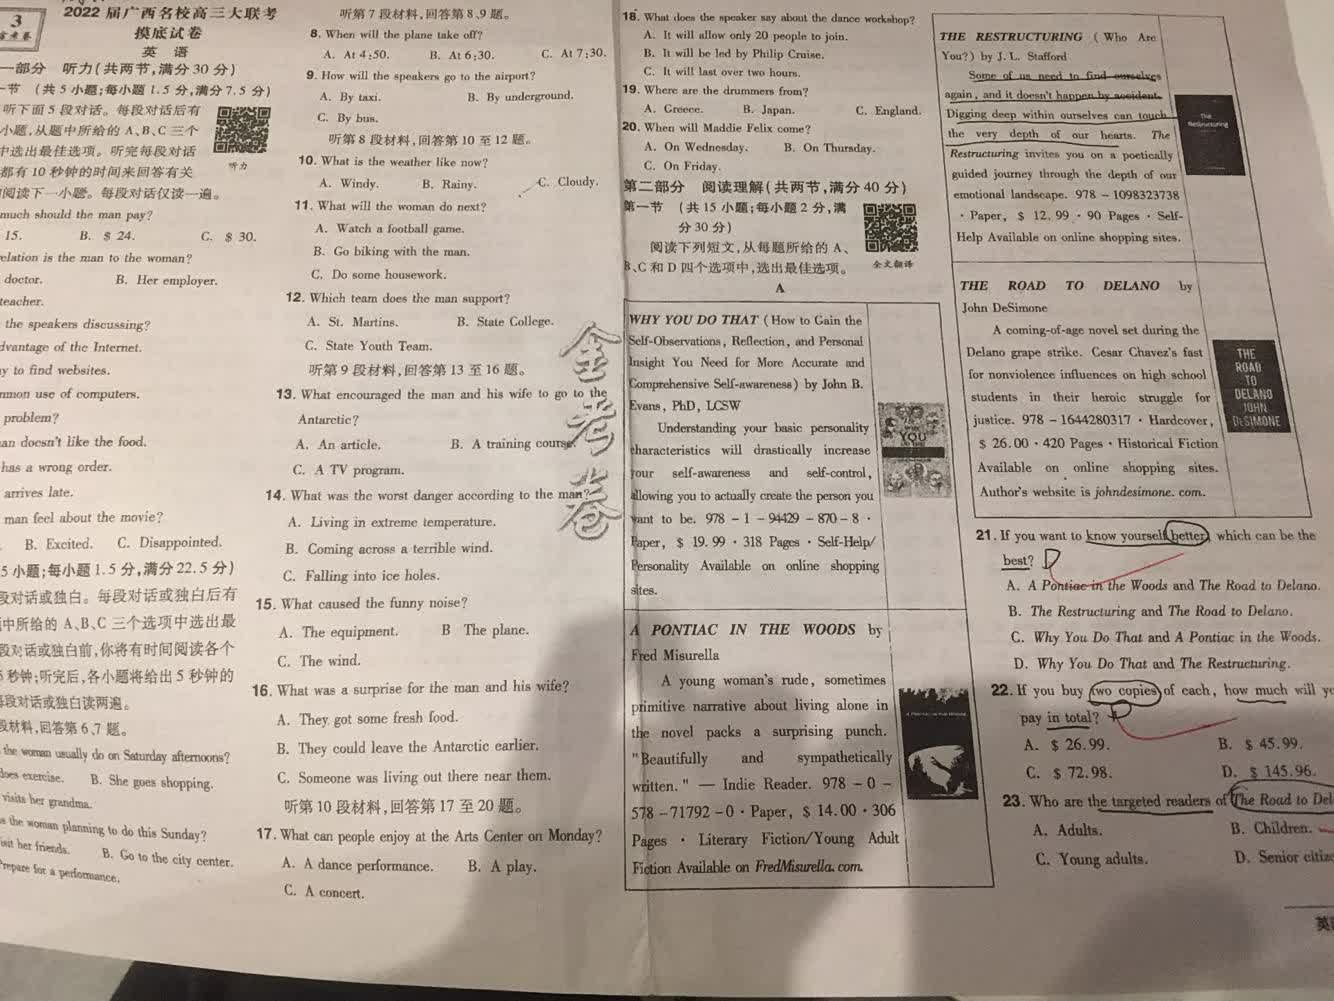 3
2022 届广西名校高三大联考
摸底试卷
英 语
一部分 听力(共两节,满分 30 分)
一节 (共 5 小题;每小题 1.5 分,满分 7.5 分)
听下面 5 段对话。每段对话后有
小题,从题中所给的 A、B、C 三个
中选出最佳选项。听完每段对话
都有 10 秒钟的时间来回答有关
阅读下一小题。每段对话仅读一遍。
听力
much should the man pay?
15. B. $ 24. C. $ 30.
relation is the man to the woman?
doctor. B. Her employer.
teacher.
the speakers discussing?
dvantage of the Internet.
y to find websites.
mmon use of computers.
problem?
an doesn't like the food.
has a wrong order.
arrives late.
man feel about the movie?
B. Excited. C. Disappointed.
5 小题;每小题 1.5 分,满分 22.5 分)
段对话或独白。每段对话或独白后有
中所给的 A、B、C 三个选项中选出最
段对话或独白前,你将有时间阅读各个
5 秒钟;听完后,各小题将给出 5 秒钟的
每段对话或独白读两遍。
段材料,回答第 6、7 题。
the woman usually do on Saturday afternoons?
does exercise. B. She goes shopping.
visits her grandma.
s the woman planning to do this Sunday?
isit her friends. B. Go to the city center.
Prepare for a performance.
听第 7 段材料,回答第 8、9 题。
8. When will the plane take off?
A. At 4:50. B. At 6:30. C. At 7:30.
9. How will the speakers go to the airport?
A. By taxi. B. By underground.
C. By bus.
听第 8 段材料,回答第 10 至 12 题。
10. What is the weather like now?
A. Windy. B. Rainy. C. Cloudy.
11. What will the woman do next?
A. Watch a football game.
B. Go biking with the man.
C. Do some housework.
12. Which team does the man support?
A. St. Martins. B. State College.
C. State Youth Team.
听第 9 段材料,回答第 13 至 16 题。
13. What encouraged the man and his wife to go to the
Antarctic?
A. An article. B. A training course.
C. A TV program.
14. What was the worst danger according to the man?
A. Living in extreme temperature.
B. Coming across a terrible wind.
C. Falling into ice holes.
15. What caused the funny noise?
A. The equipment. B The plane.
C. The wind.
16. What was a surprise for the man and his wife?
A. They got some fresh food.
B. They could leave the Antarctic earlier.
C. Someone was living out there near them.
听第 10 段材料,回答第 17 至 20 题。
17. What can people enjoy at the Arts Center on Monday?
A. A dance performance. B. A play.
C. A concert.
金考卷
18. What does the speaker say about the dance workshop?
A. It will allow only 20 people to join.
B. It will be led by Philip Cruise.
C. It will last over two hours.
19. Where are the drummers from?
A. Greece. B. Japan. C. England.
20. When will Maddie Felix come?
A. On Wednesday. B. On Thursday.
C. On Friday.
第二部分 阅读理解(共两节,满分 40 分)
第一节 (共 15 小题;每小题 2 分,满
分 30 分)
阅读下列短文,从每题所给的 A、
B、C 和 D 四个选项中,选出最佳选项。
全文翻译
A
WHY YOU DO THAT (How to Gain the
Self-Observations, Reflection, and Personal
Insight You Need for More Accurate and
Comprehensive Self-awareness) by John B.
Evans, PhD, LCSW
Understanding your basic personality
characteristics will drastically increase
your self-awareness and self-control,
allowing you to actually create the person you
want to be. 978 - 1 - 94429 - 870 - 8 ·
Paper, $ 19.99 · 318 Pages · Self-Help/
Personality Available on online shopping
sites.
YOU
A PONTIAC IN THE WOODS by
Fred Misurella
A young woman's rude, sometimes
primitive narrative about living alone in
the novel packs a surprising punch.
"Beautifully and sympathetically
written." — Indie Reader. 978 - 0 -
578 -71792 -0 · Paper, $ 14.00 · 306
Pages · Literary Fiction/Young Adult
Fiction Available on FredMisurella.com.
A PONTIAC IN THE WOODS
THE RESTRUCTURING (Who Are
You?) by J. L. Stafford
Some of us need to find ourselves
again, and it doesn't happen by accident.
Digging deep within ourselves can touch
the very depth of our hearts. The
Restructuring invites you on a poetically
guided journey through the depth of our
emotional landscape. 978 - 1098323738
· Paper, $ 12.99 · 90 Pages · Self-
Help Available on online shopping sites.
The
Restructuring
THE ROAD TO DELANO by
John DeSimone
A coming-of-age novel set during the
Delano grape strike. Cesar Chavez's fast
for nonviolence influences on high school
students in their heroic struggle for
justice. 978 - 1644280317 · Hardcover,
$ 26.00 · 420 Pages · Historical Fiction
Available on online shopping sites.
Author's website is johndesimone.com.
THE
ROAD
TO
DELANO
JOHN
DeSIMONE
21. If you want to know yourself better, which can be the
best? D
A. A Pontiac in the Woods and The Road to Delano.
B. The Restructuring and The Road to Delano.
C. Why You Do That and A Pontiac in the Woods.
D. Why You Do That and The Restructuring.
22. If you buy two copies of each, how much will yo
pay in total? D
A. $ 26.99. B. $ 45.99.
C. $ 72.98. D. $ 145.96.
23. Who are the targeted readers of The Road to Del
A. Adults. B. Children.
C. Young adults. D. Senior citize
英语